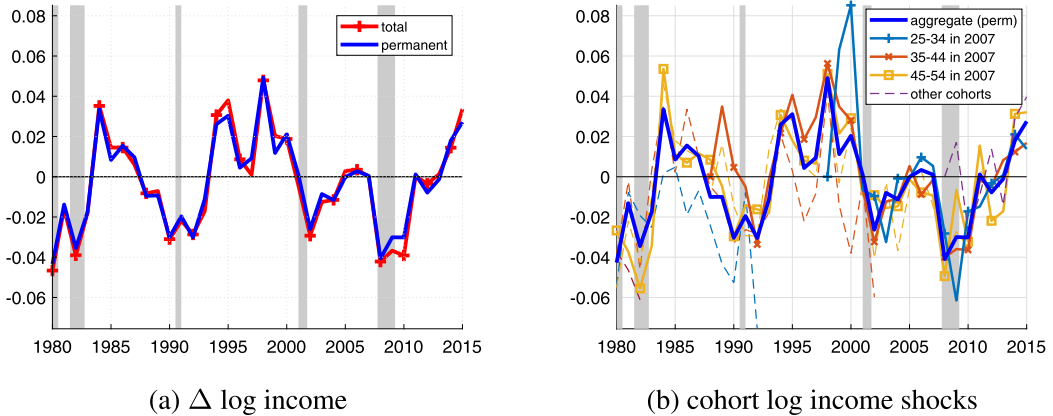 0.08
0.06
0.04
0.02
0
-0.02
-0.04
-0.06
1980 1985 1990 1995 2000 2005 2010 2015
total
permanent
(a) Δ log income
0.08
0.06
0.04
0.02
0
-0.02
-0.04
-0.06
1980 1985 1990 1995 2000 2005 2010 2015
aggregate (perm)
25-34 in 2007
35-44 in 2007
45-54 in 2007
other cohorts
(b) cohort log income shocks